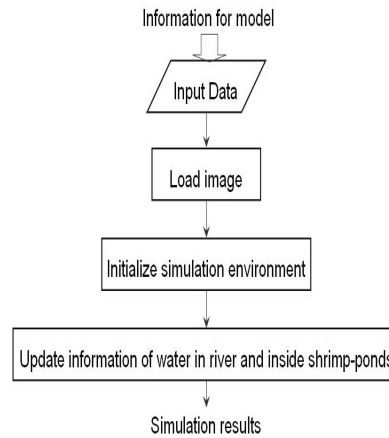 Information for model
Input Data
Load image
Initialize simulation environment
Update information of water in river and inside shrimp-ponds
Simulation results